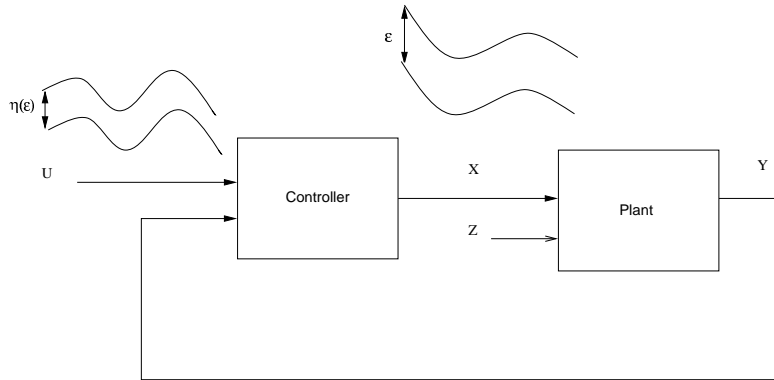 ε
η(ε)
U
Controller
X
Z
Plant
Y